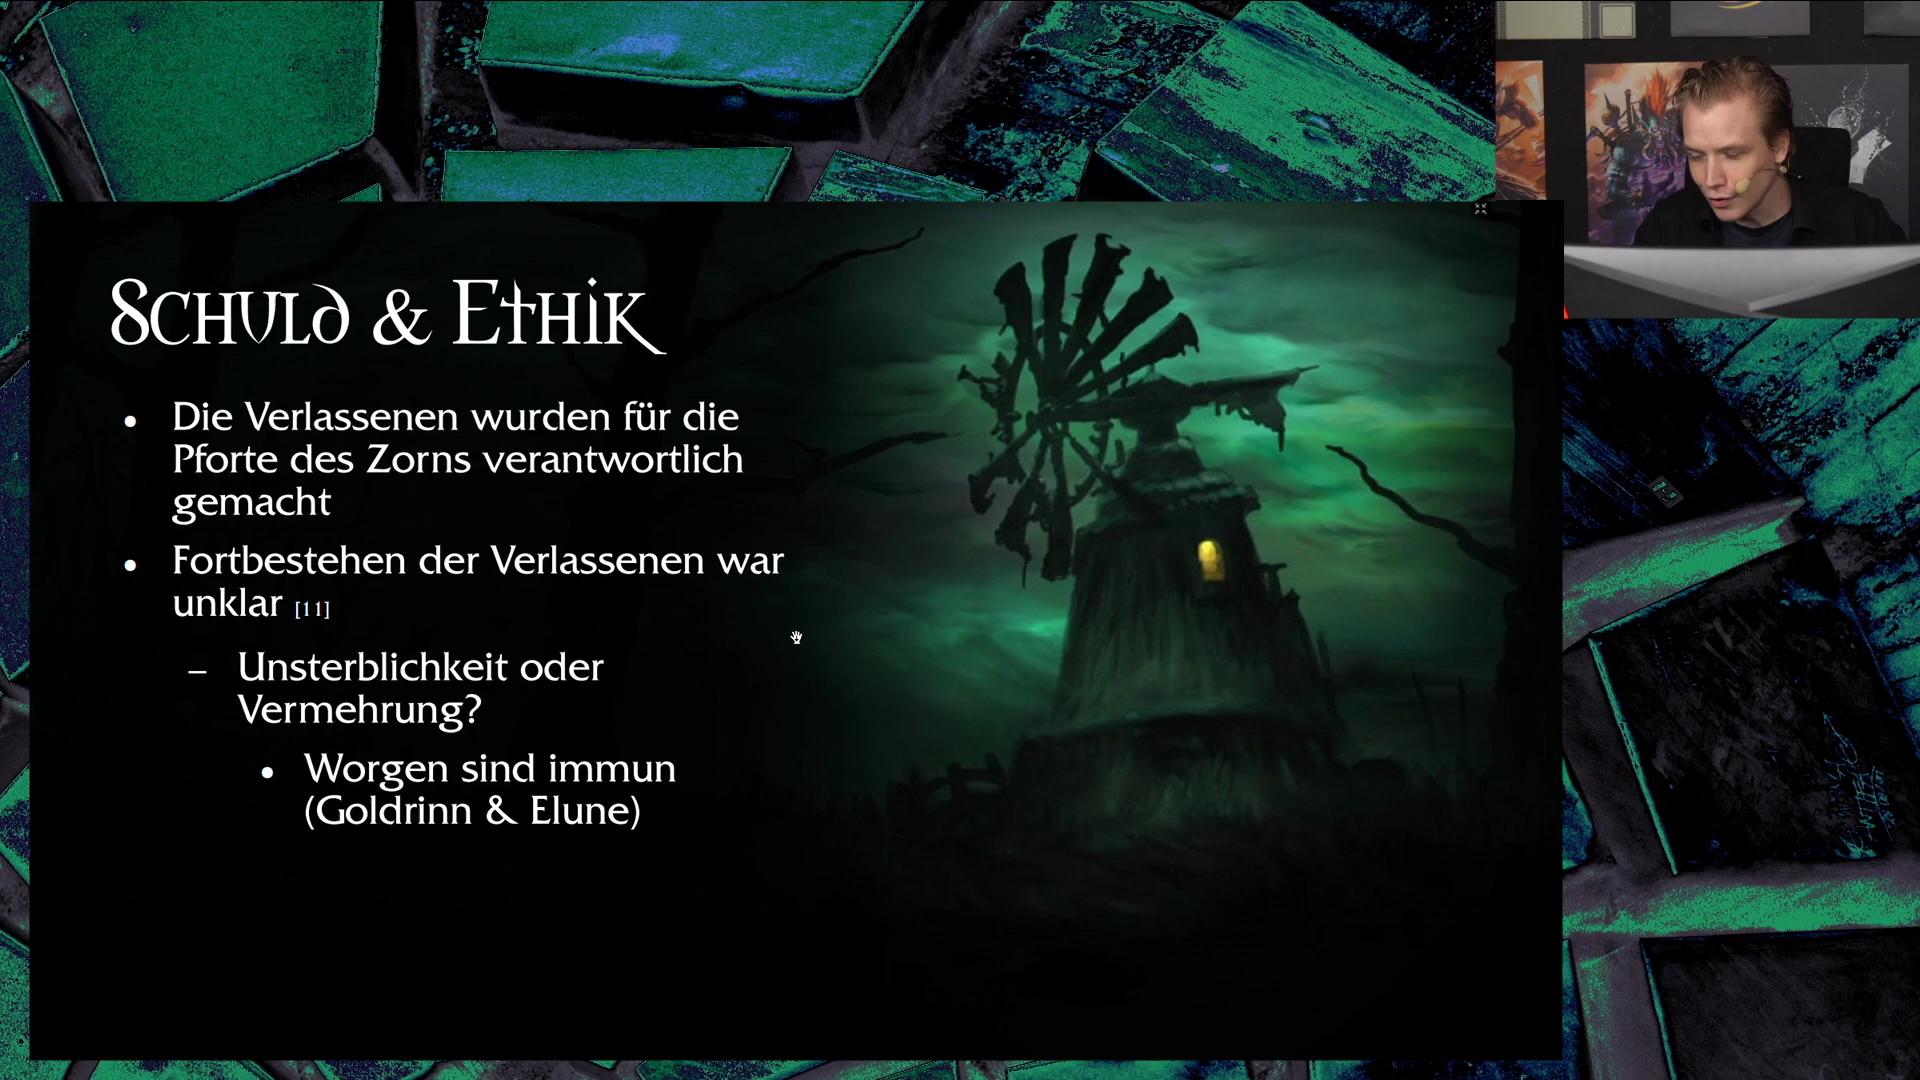 Schuld & Ethik
• Die Verlassenen wurden für die
Pforte des Zorns verantwortlich
gemacht
• Fortbestehen der Verlassenen war
unklar [11]
– Unsterblichkeit oder
Vermehrung?
• Worgen sind immun
(Goldrinn & Elune)